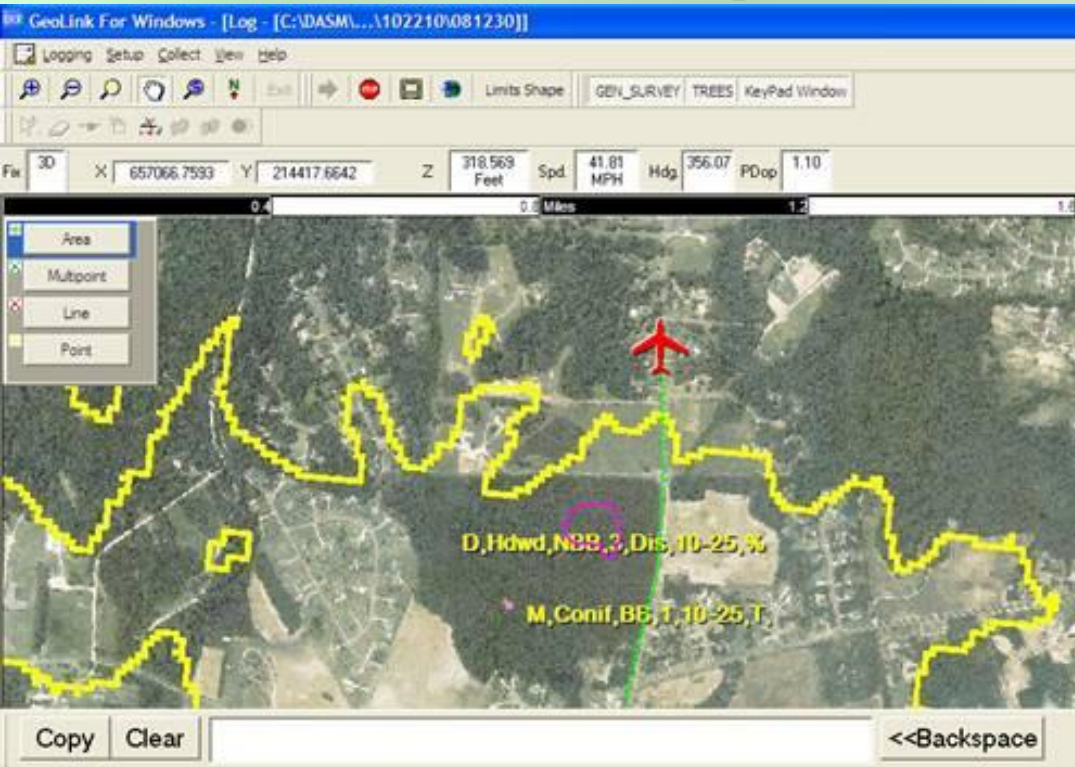 GeoLink For Windows - [Log - [C:\DASM\...\102210\081230]]
Logging Setup Collect View Help
N Exit Limits Shape GEN_SURVEY TREES KeyPad Window
Fix 3D X 657066.7593 Y 214417.6642 Z 318.569 Feet Spd. 41.81 MPH Hdg. 356.07 PDop 1.10
0.4 0.8 Miles 1.2 1.6
Area
Multipoint
Line
Point
D,Hdwd,NBB,3,Dis,10-25,%
M,Conif,BB,1,10-25,T,
Copy Clear <<Backspace